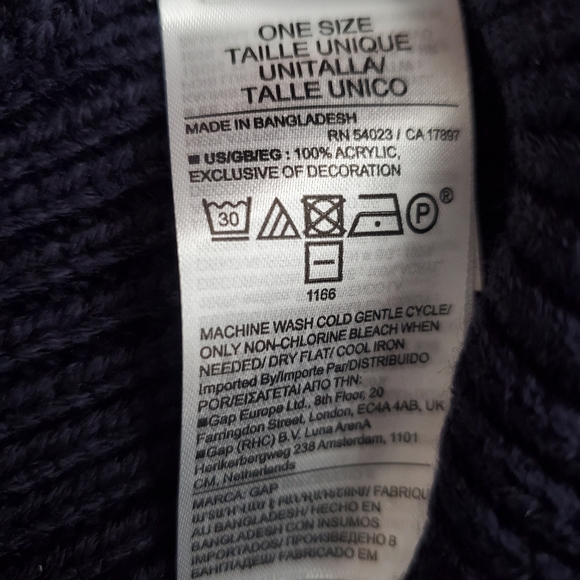 ONE SIZE
TAILLE UNIQUE
UNITALLA/
TALLE UNICO
MADE IN BANGLADESH
RN 54023 / CA 17897
■ US/GB/EG : 100% ACRYLIC,
EXCLUSIVE OF DECORATION
30 P ®
1166
MACHINE WASH COLD GENTLE CYCLE/
ONLY NON-CHLORINE BLEACH WHEN
NEEDED/ DRY FLAT/ COOL IRON
Imported By/Importe Par/DISTRIBUIDO
POR/ΕΙΣΑΓΕΤΑΙ ΑΠΟ ΤΗΝ:
■Gap Europe Ltd., 8th Floor, 20
Farringdon Street, London, EC4A 4AB, UK
■Gap (RHC) B.V. Luna ArenA
Herikerbergweg 238 Amsterdam, 1101
CM, Netherlands
MARCA: GAP
FABRIQU
AU BANGLADESH/ HECHO EN
BANGLADESH CON INSUMOS
IMPORTADOS/ ПРОИЗВЕДЕНО В
БАНГЛАДЕШ/ FABRICADO EM